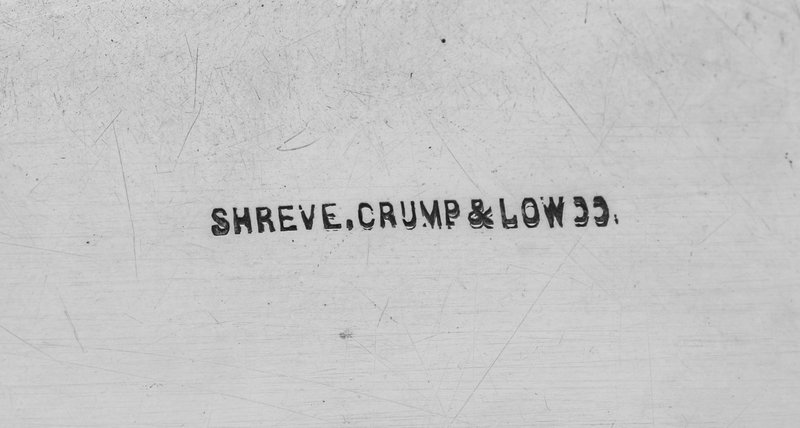 SHREVE, CRUMP & LOW CO.